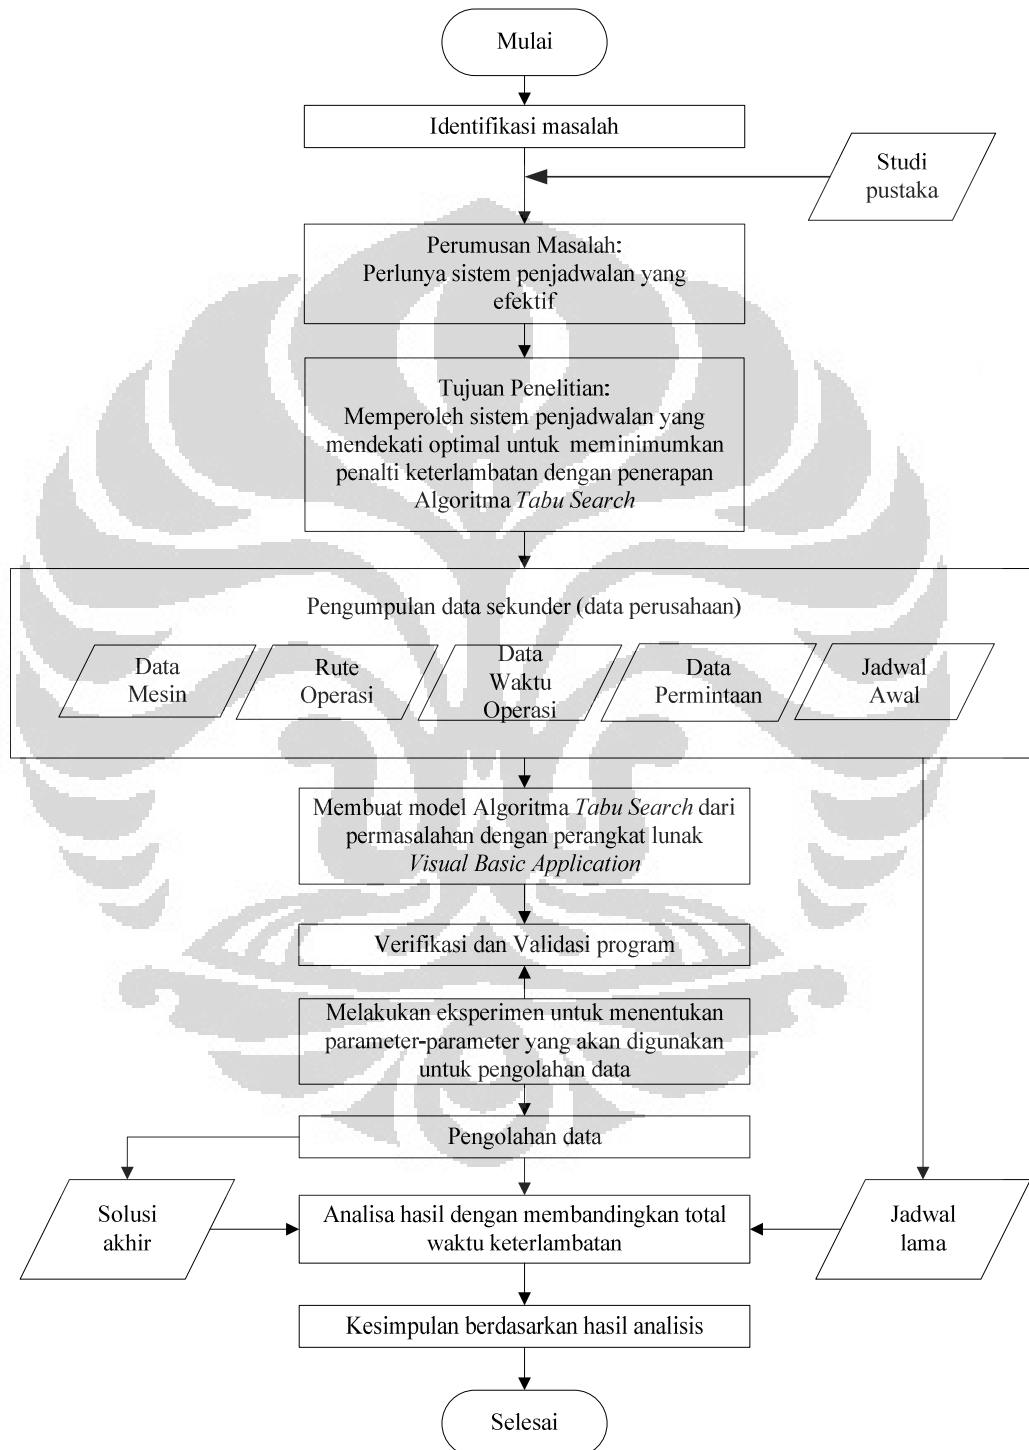 Mulai
Identifikasi masalah
Studi
pustaka
Perumusan Masalah:
Perlunya sistem penjadwalan yang
efektif
Tujuan Penelitian:
Memperoleh sistem penjadwalan yang
mendekati optimal untuk meminimumkan
penalti keterlambatan dengan penerapan
Algoritma Tabu Search
Pengumpulan data sekunder (data perusahaan)
Data
Mesin
Rute
Operasi
Data
Waktu
Operasi
Data
Permintaan
Jadwal
Awal
Membuat model Algoritma Tabu Search dari
permasalahan dengan perangkat lunak
Visual Basic Application
Verifikasi dan Validasi program
Melakukan eksperimen untuk menentukan
parameter-parameter yang akan digunakan
untuk pengolahan data
Pengolahan data
Solusi
akhir
Analisa hasil dengan membandingkan total
waktu keterlambatan
Jadwal
lama
Kesimpulan berdasarkan hasil analisis
Selesai